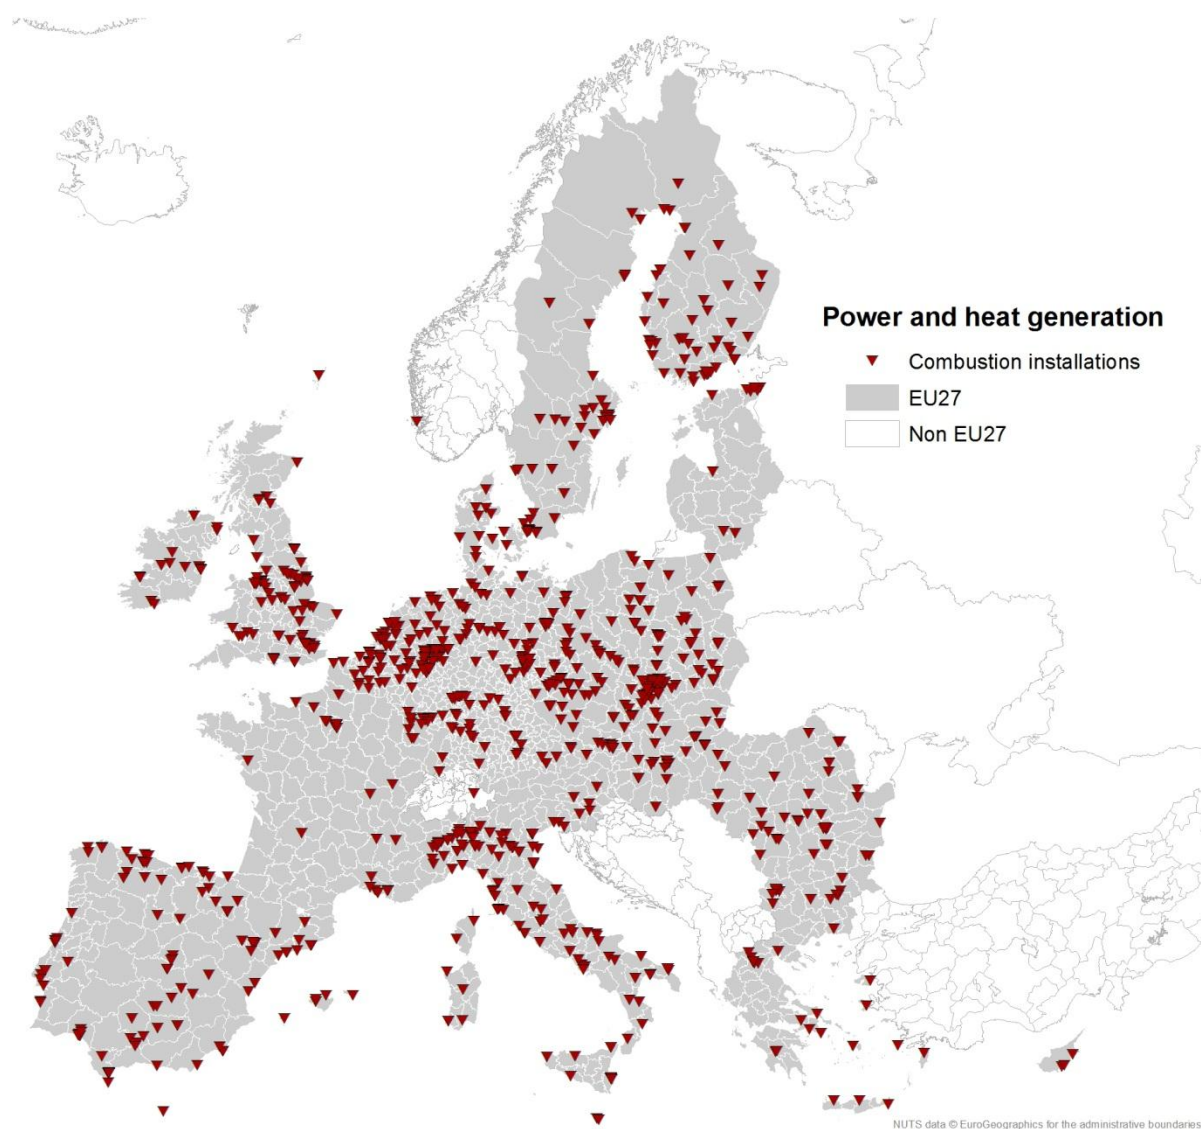 Power and heat generation
Combustion installations
EU27
Non EU27
NUTS data © EuroGeographics for the administrative boundaries